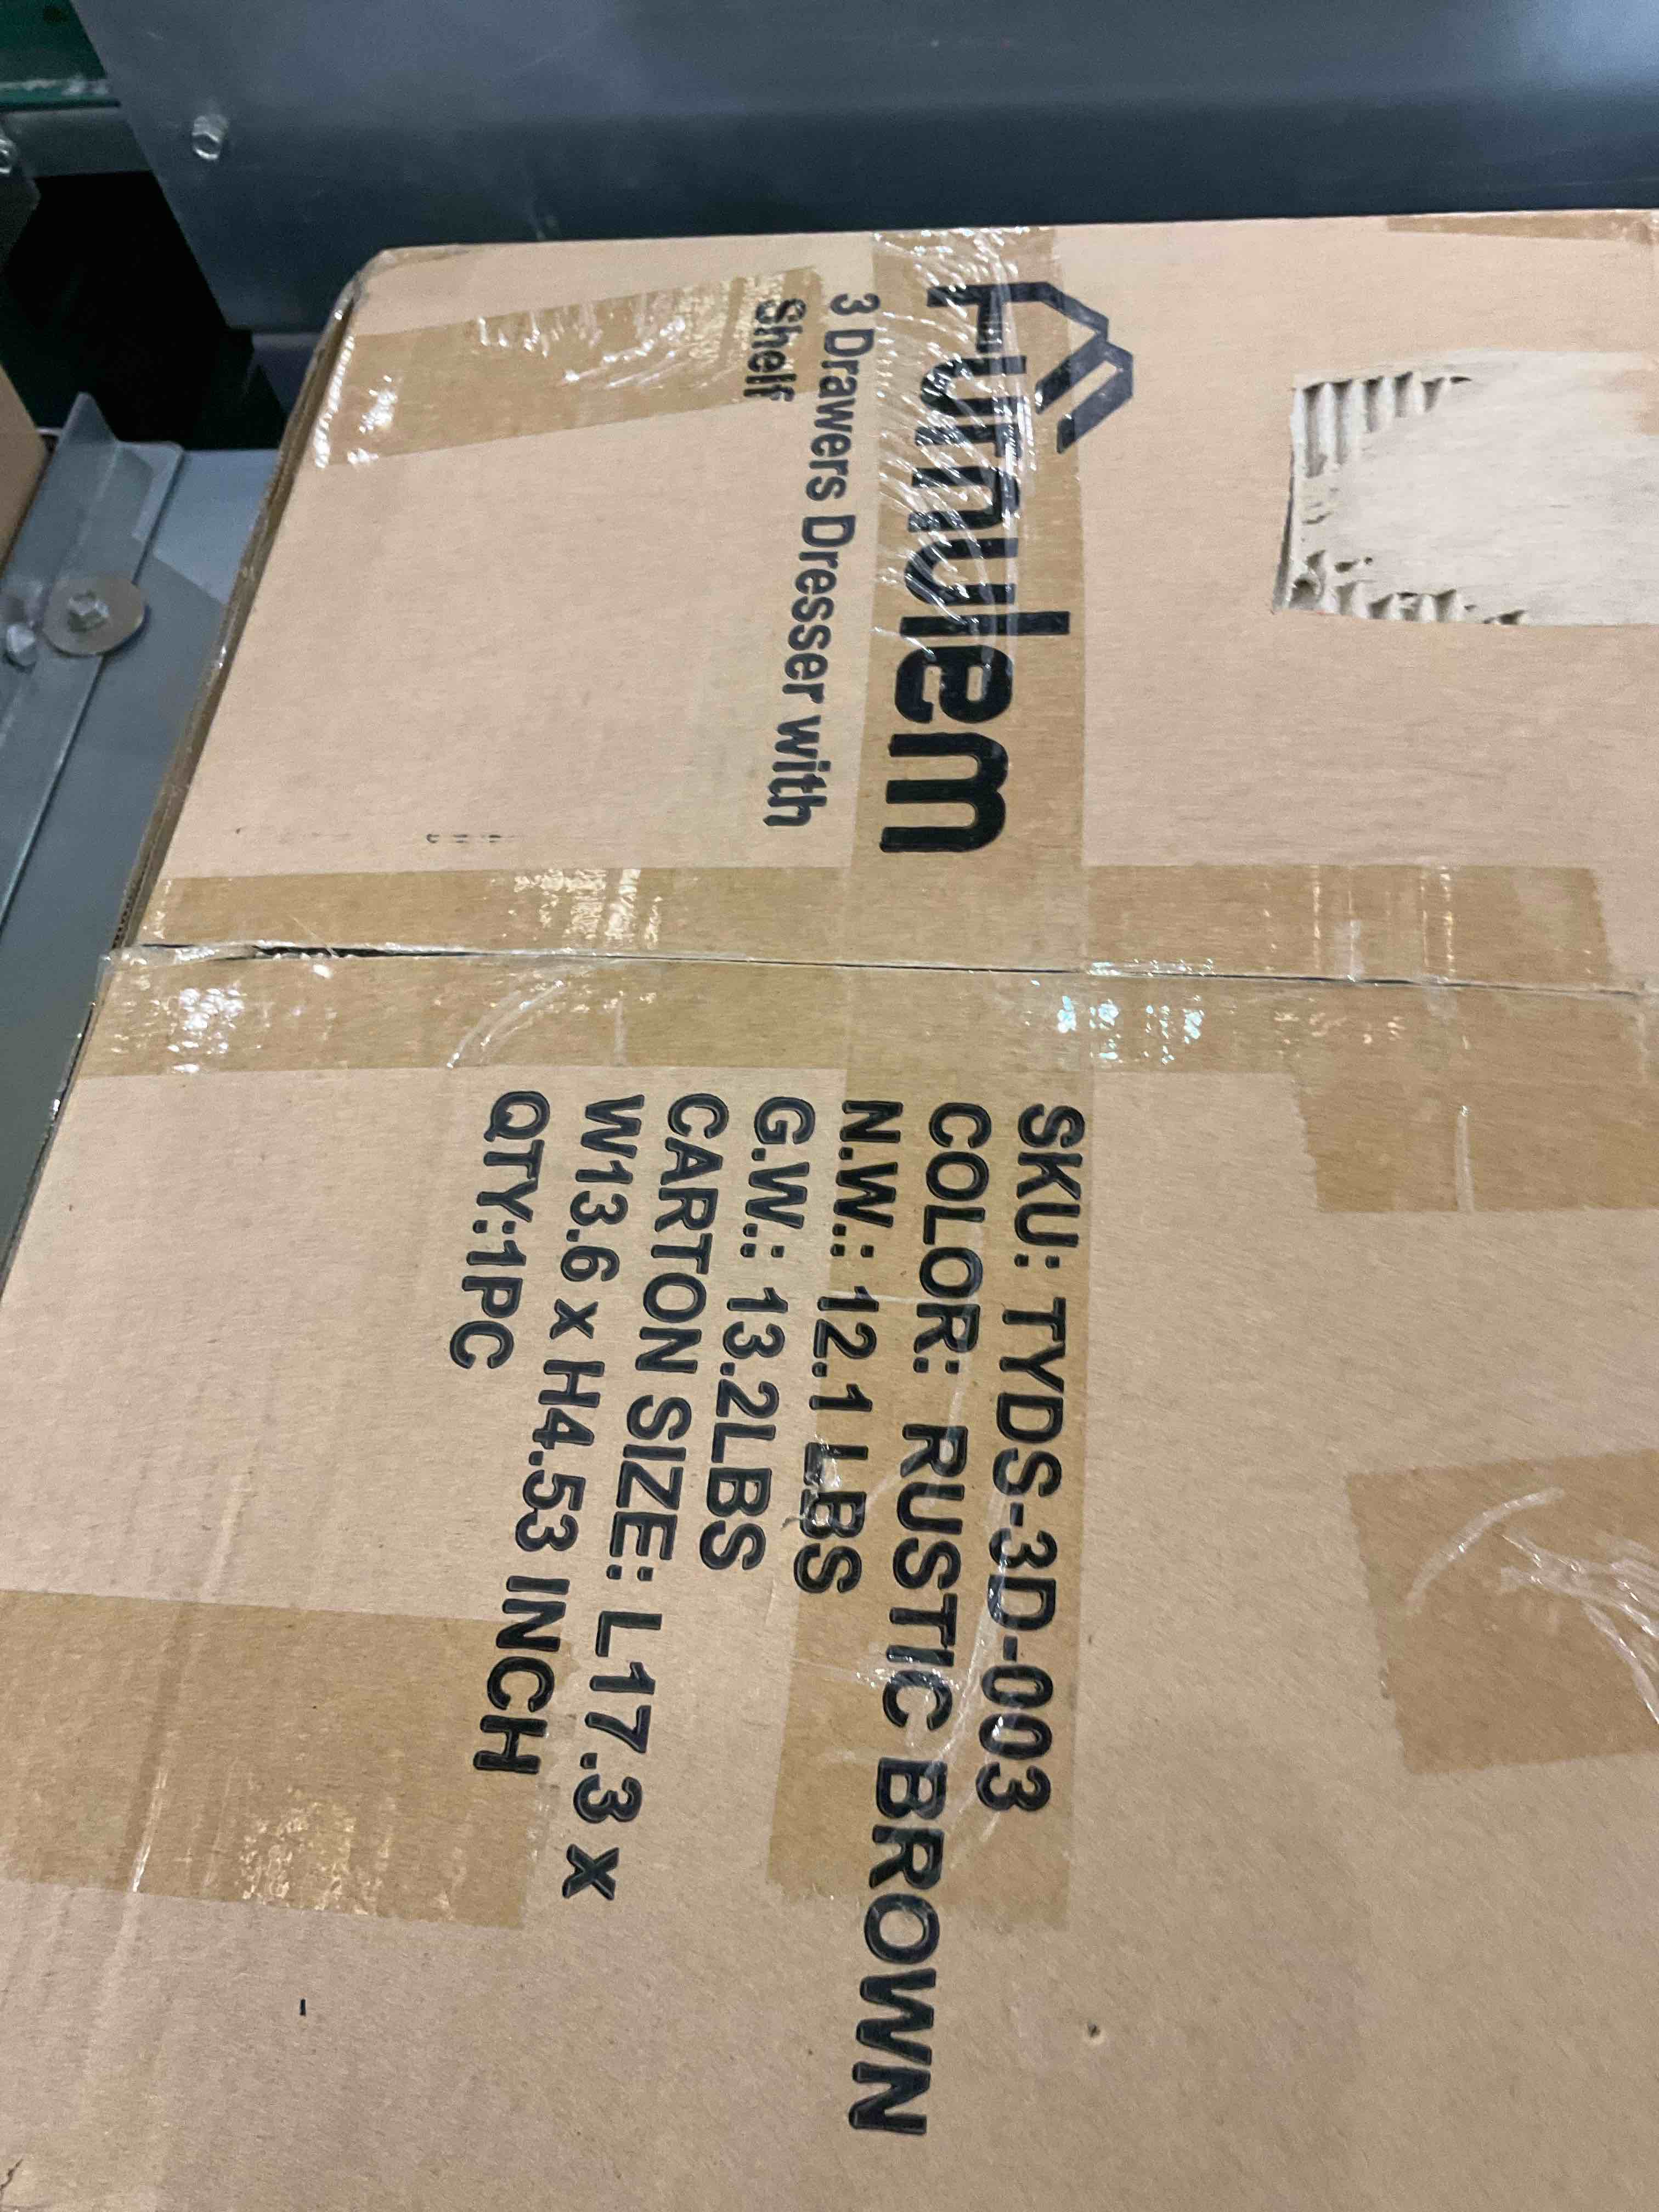 Furnulem
3 Drawers Dresser with
Shelf
SKU: TYDS-3D-003
COLOR: RUSTIC BROWN
N.W.: 12.1 LBS
G.W.: 13.2LBS
CARTON SIZE: L17.3 x
W13.6 x H4.53 INCH
QTY:1PC